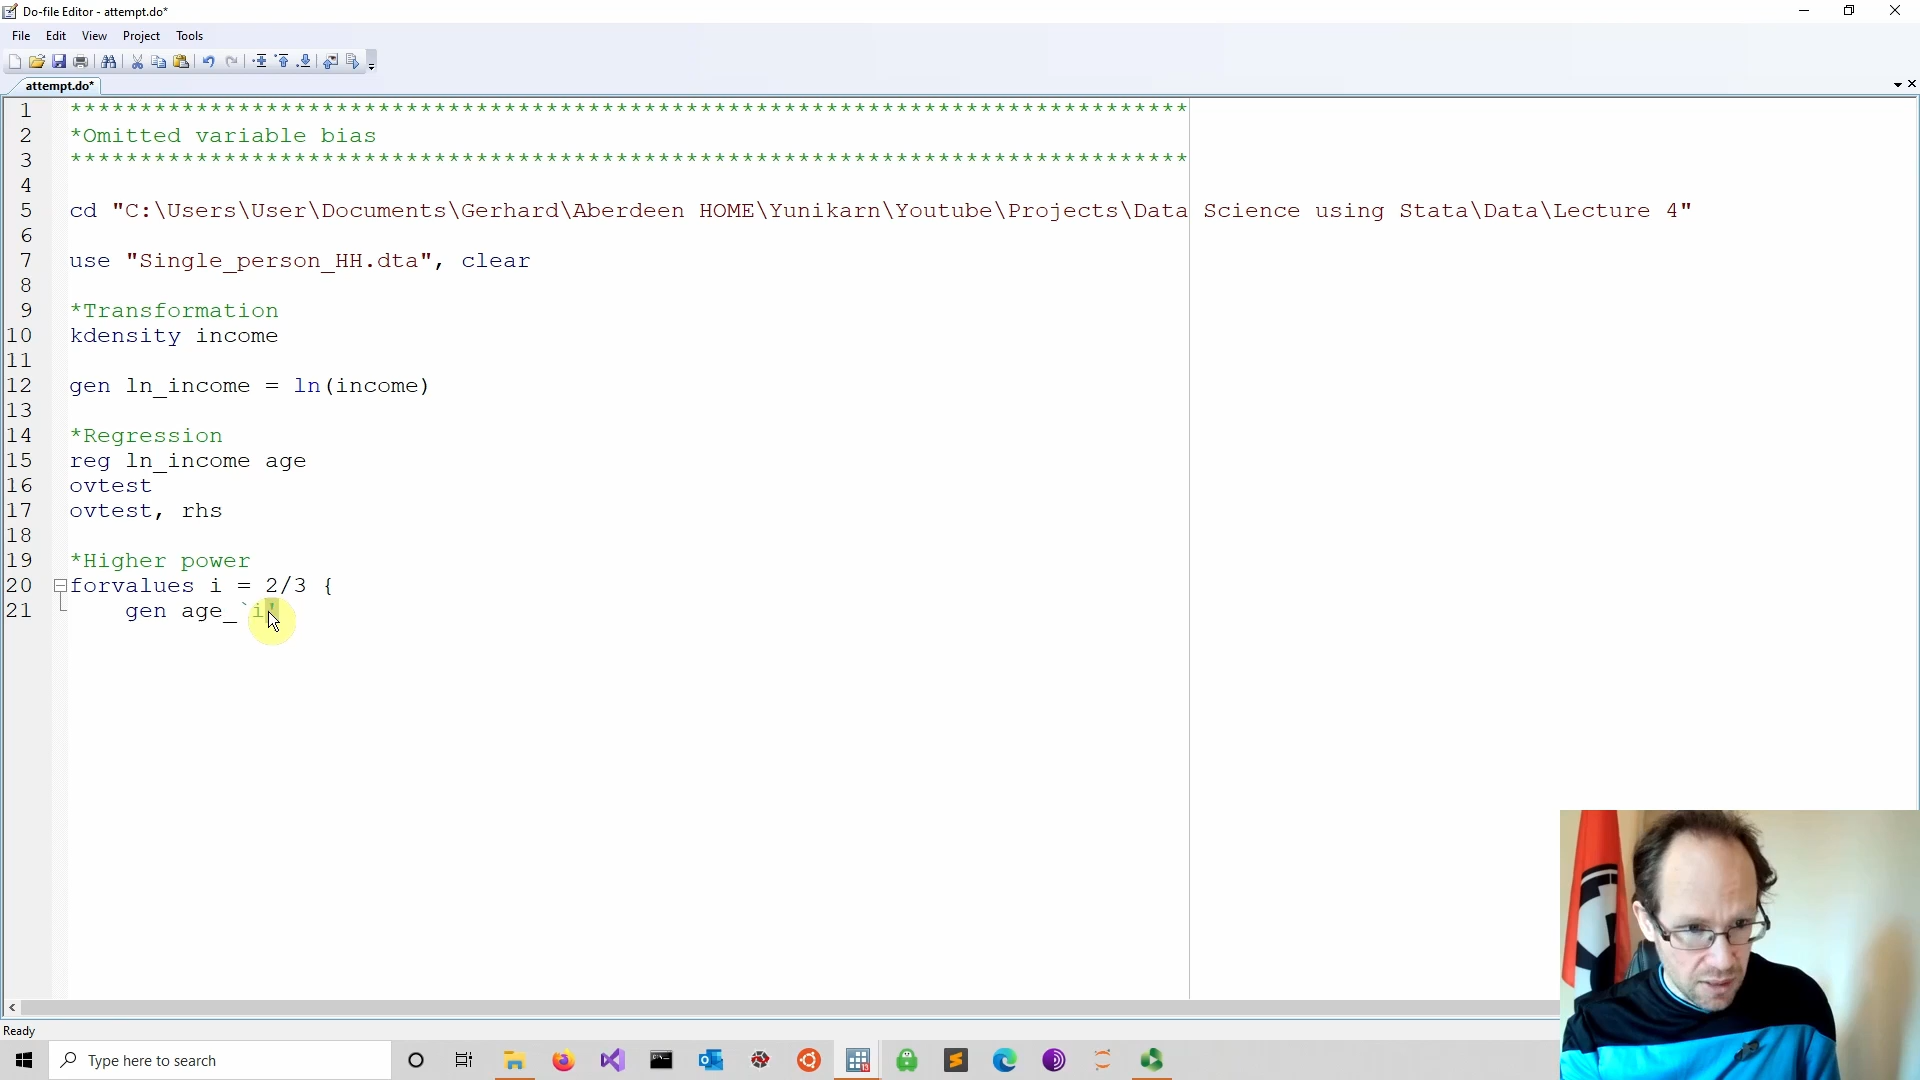 Do-file Editor - attempt.do*
File Edit View Project Tools
attempt.do*
1 ********************************************************************************
2 *Omitted variable bias
3 ********************************************************************************
4
5 cd "C:\Users\User\Documents\Gerhard\Aberdeen HOME\Yunikarn\Youtube\Projects\Data Science using Stata\Data\Lecture 4"
6
7 use "Single_person_HH.dta", clear
8
9 *Transformation
10 kdensity income
11
12 gen ln_income = ln(income)
13
14 *Regression
15 reg ln_income age
16 ovtest
17 ovtest, rhs
18
19 *Higher power
20 forvalues i = 2/3 {
21 gen age_`i'
Ready
Type here to search